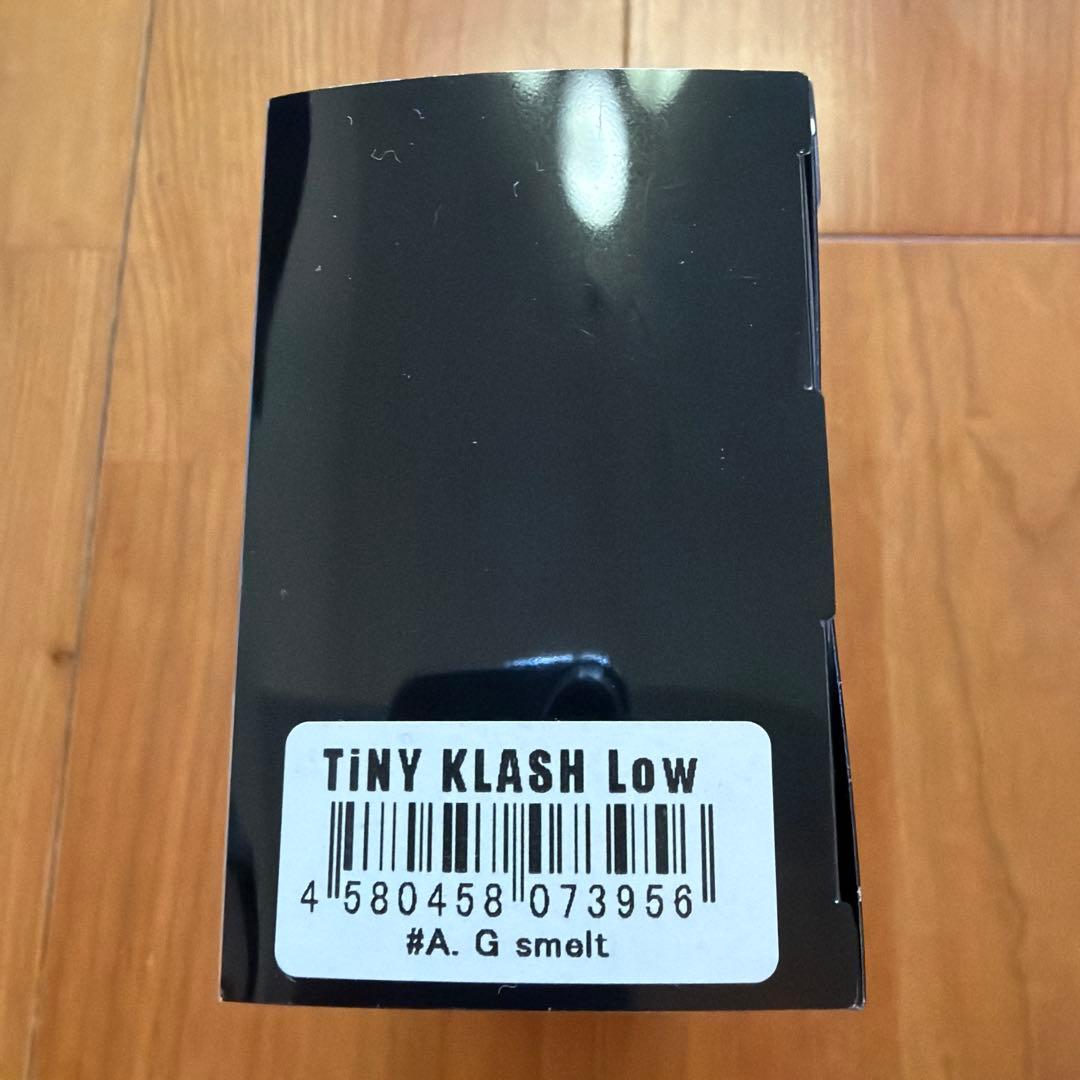 TiNY KLASH Low
4 580458 073956
#A. G smelt